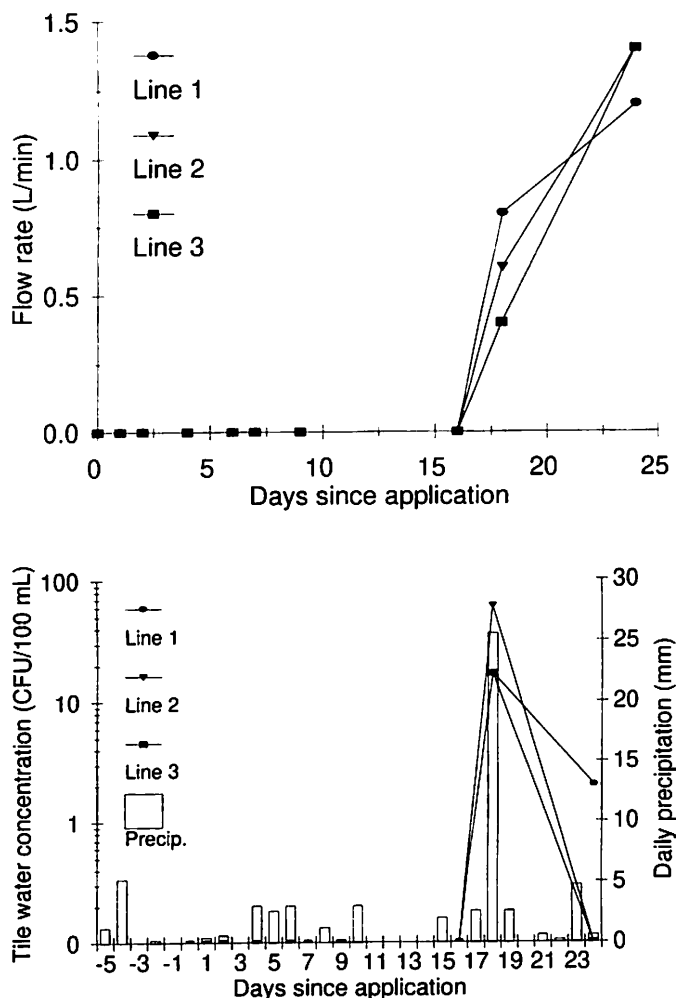 1.5
Line 1
Line 2
Line 3
1.0
0.5
0.0
Flow rate (L/min)
0 5 10 15 20 25
Days since application
100
10
1
0
Tile water concentration (CFU/100 mL)
Line 1
Line 2
Line 3
Precip.
30
25
20
15
10
5
0
Daily precipitation (mm)
-5 -3 -1 1 3 5 7 9 11 13 15 17 19 21 23
Days since application